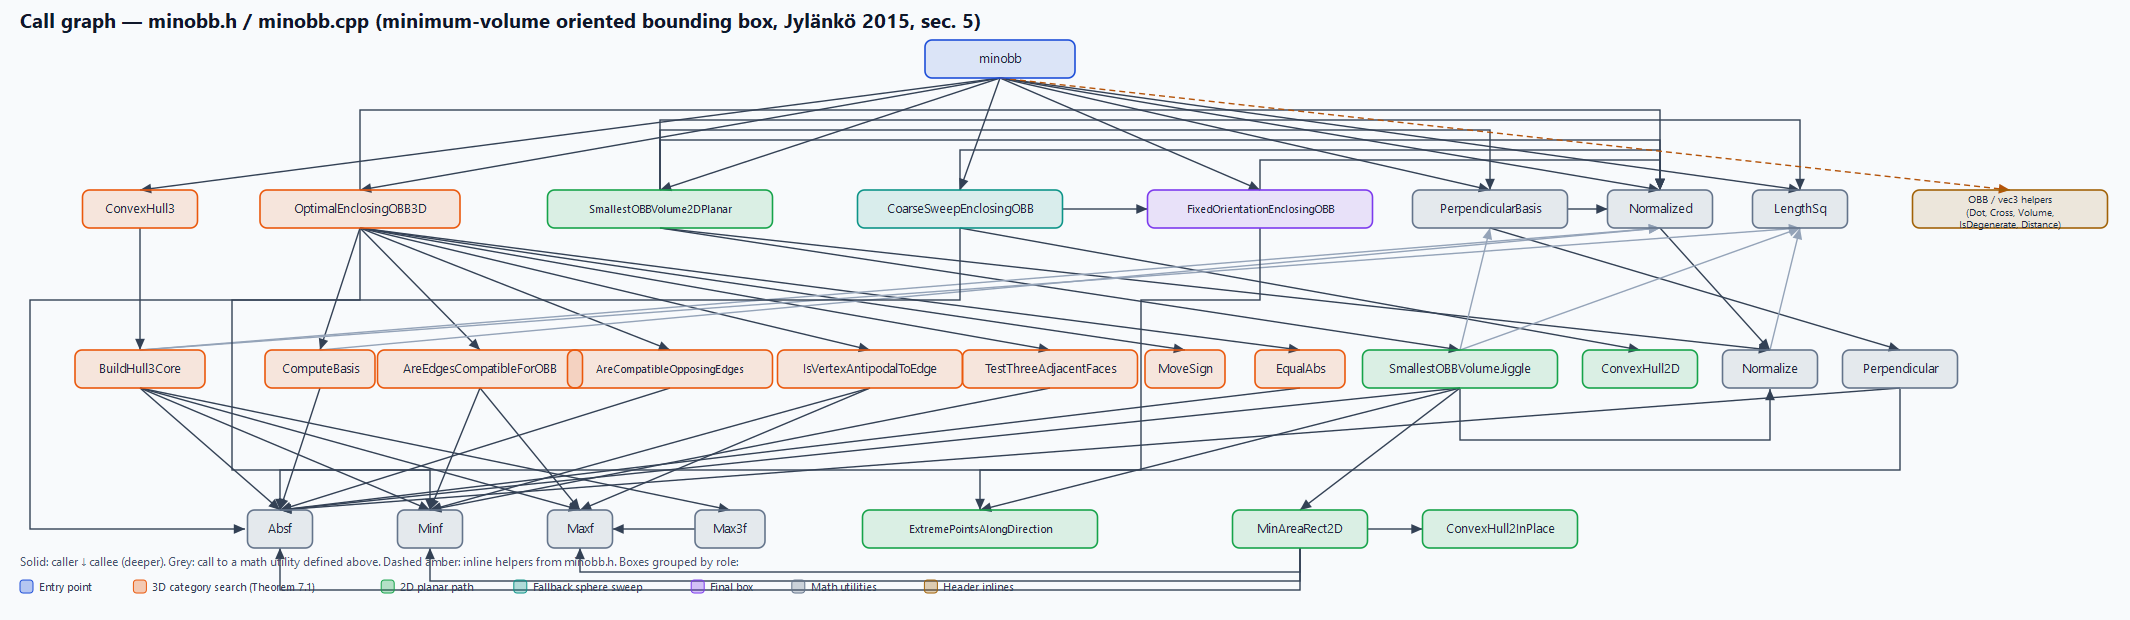 Call graph — minobb.h / minobb.cpp (minimum-volume oriented bounding box, Jylänkö 2015, sec. 5)
minobb
ConvexHull3
OptimalEnclosingOBB3D
SmallestOBBVolume2DPlanar
CoarseSweepEnclosingOBB
FixedOrientationEnclosingOBB
PerpendicularBasis
Normalized
LengthSq
OBB / vec3 helpers
(Dot, Cross, Volume,
IsDegenerate, Distance)
BuildHull3Core
ComputeBasis
AreEdgesCompatibleForOBB
AreCompatibleOpposingEdges
IsVertexAntipodalToEdge
TestThreeAdjacentFaces
MoveSign
EqualAbs
SmallestOBBVolumeJiggle
ConvexHull2D
Normalize
Perpendicular
Absf
Minf
Maxf
Max3f
ExtremePointsAlongDirection
MinAreaRect2D
ConvexHull2InPlace
Solid: caller ↓ callee (deeper). Grey: call to a math utility defined above. Dashed amber: inline helpers from minobb.h. Boxes grouped by role:
Entry point
3D category search (Theorem 7.1)
2D planar path
Fallback sphere sweep
Final box
Math utilities
Header inlines